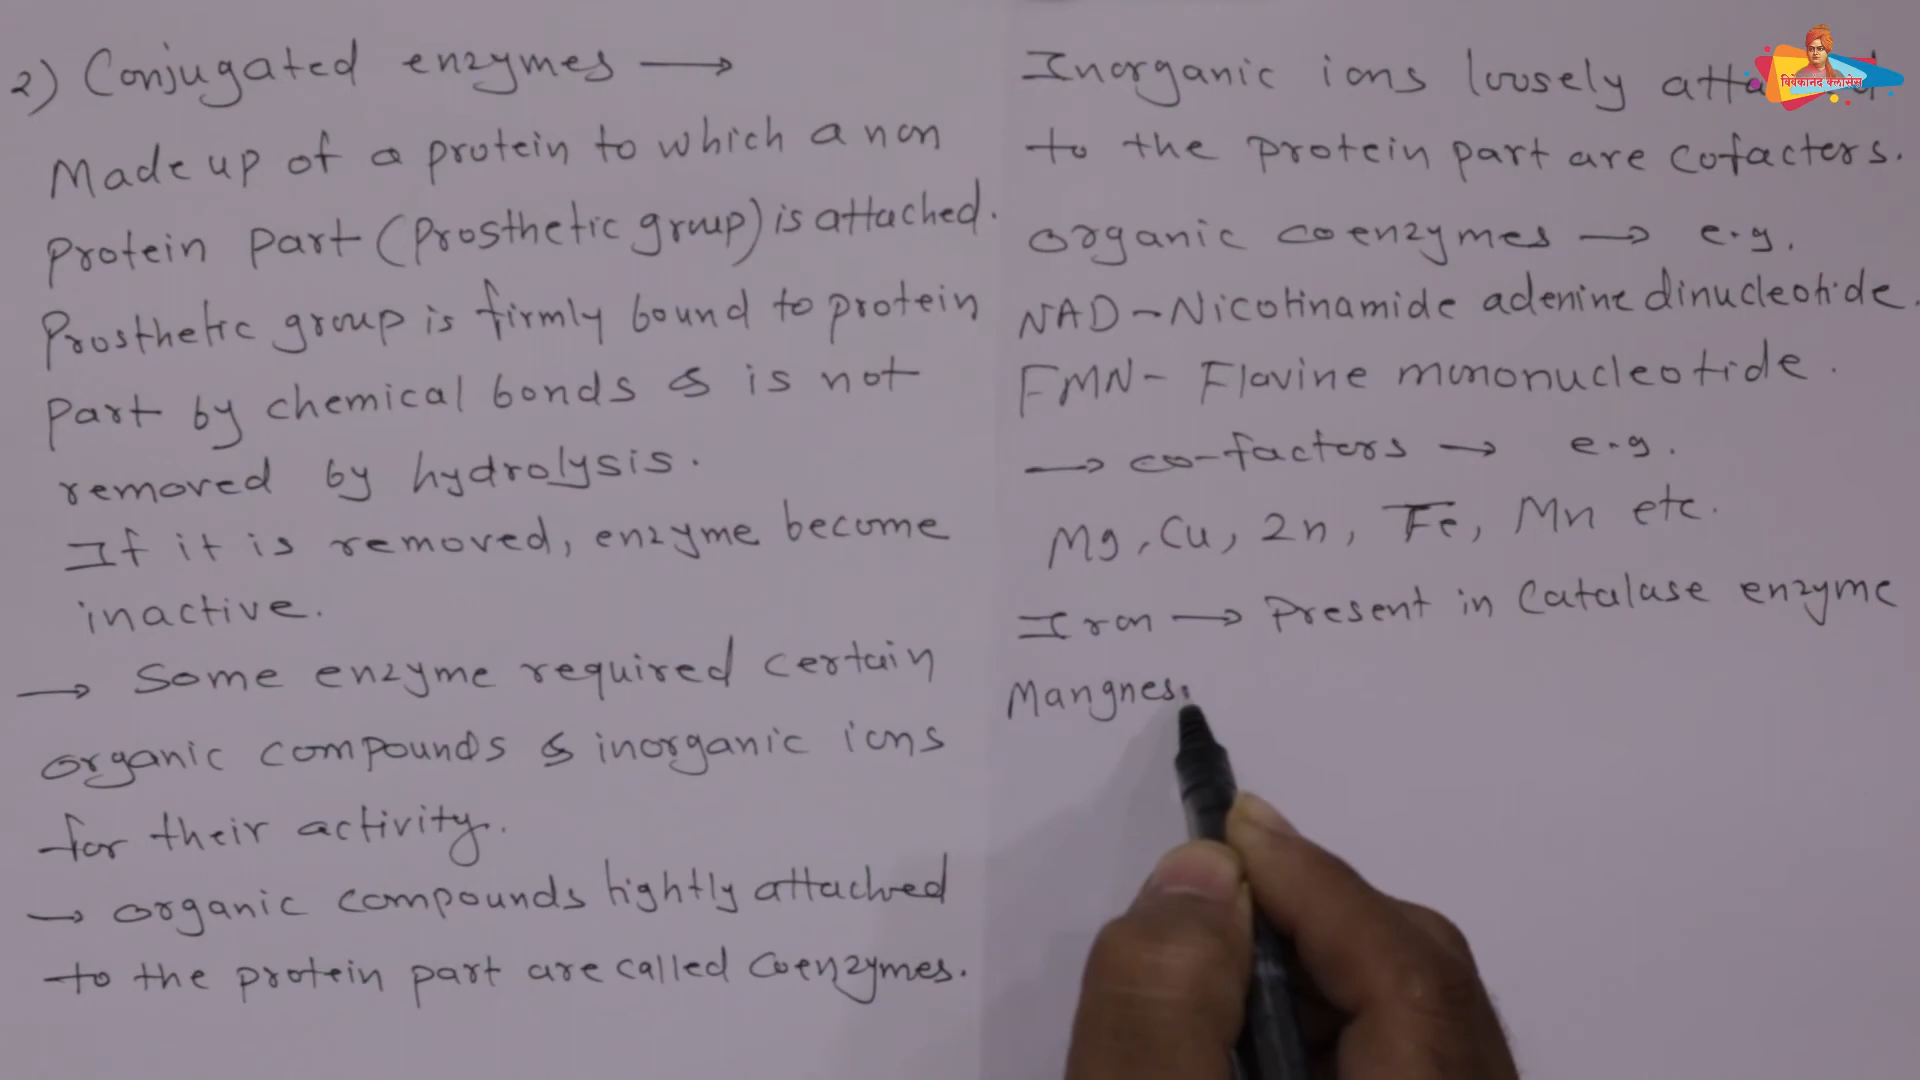 2) Conjugated enzymes →
Made up of a protein to which a non
protein part (Prosthetic group) is attached.
Prosthetic group is firmly bound to protein
part by chemical bonds & is not
removed by hydrolysis.
If it is removed, enzyme become
inactive.
→ Some enzyme required certain
organic compounds & inorganic ions
for their activity.
→ organic compounds tightly attached
to the protein part are called coenzymes.
Inorganic ions loosely
to the protein part are cofacters.
organic coenzymes → e.g.
NAD - Nicotinamide adenine dinucleotide.
FMN - Flavine mononucleotide.
→ co-factors → e.g.
Mg, Cu, Zn, Fe, Mn etc.
Iron → Present in Catalase enzyme
Mangnes
विवेकानंद क्लासेस